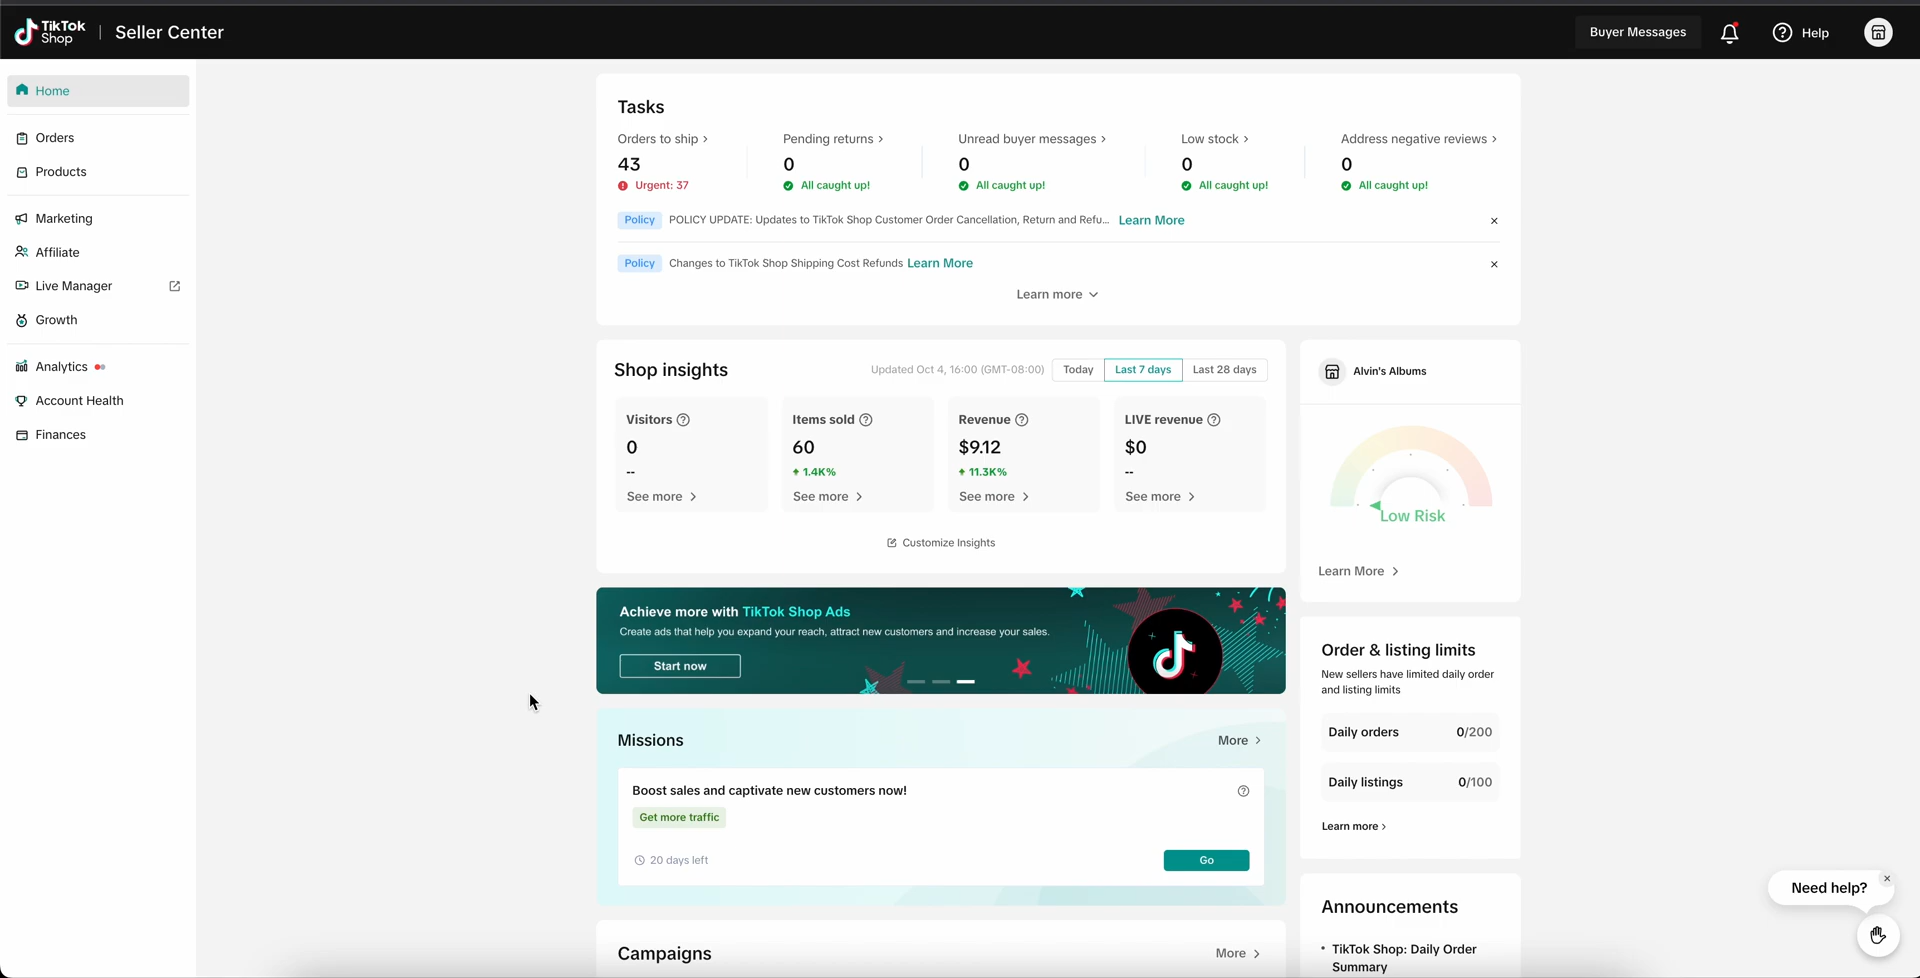 TikTok
Shop
Seller Center
Buyer Messages
Help
Home
Orders
Products
Marketing
Affiliate
Live Manager
Growth
Analytics
Account Health
Finances
Tasks
Orders to ship
43
Urgent: 37
Pending returns
0
All caught up!
Unread buyer messages
0
All caught up!
Low stock
0
All caught up!
Address negative reviews
0
All caught up!
Policy POLICY UPDATE: Updates to TikTok Shop Customer Order Cancellation, Return and Refu... Learn More
Policy Changes to TikTok Shop Shipping Cost Refunds Learn More
Learn more
Shop insights
Updated Oct 4, 16:00 (GMT-08:00)
Today
Last 7 days
Last 28 days
Visitors
0
--
See more
Items sold
60
1.4K%
See more
Revenue
$9.12
11.3K%
See more
LIVE revenue
$0
--
See more
Customize Insights
Alvin's Albums
Low Risk
Learn More
Achieve more with TikTok Shop Ads
Create ads that help you expand your reach, attract new customers and increase your sales.
Start now
Order & listing limits
New sellers have limited daily order
and listing limits
Daily orders 0/200
Daily listings 0/100
Learn more
Missions
More
Boost sales and captivate new customers now!
Get more traffic
20 days left
Go
Campaigns
More
Announcements
• TikTok Shop: Daily Order
Summary
Need help?